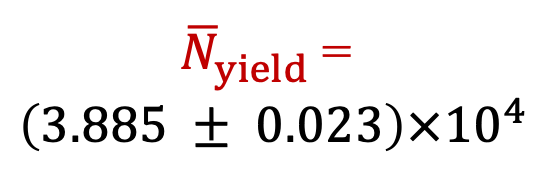 N̅yield =
(3.885 ± 0.023)×10⁴